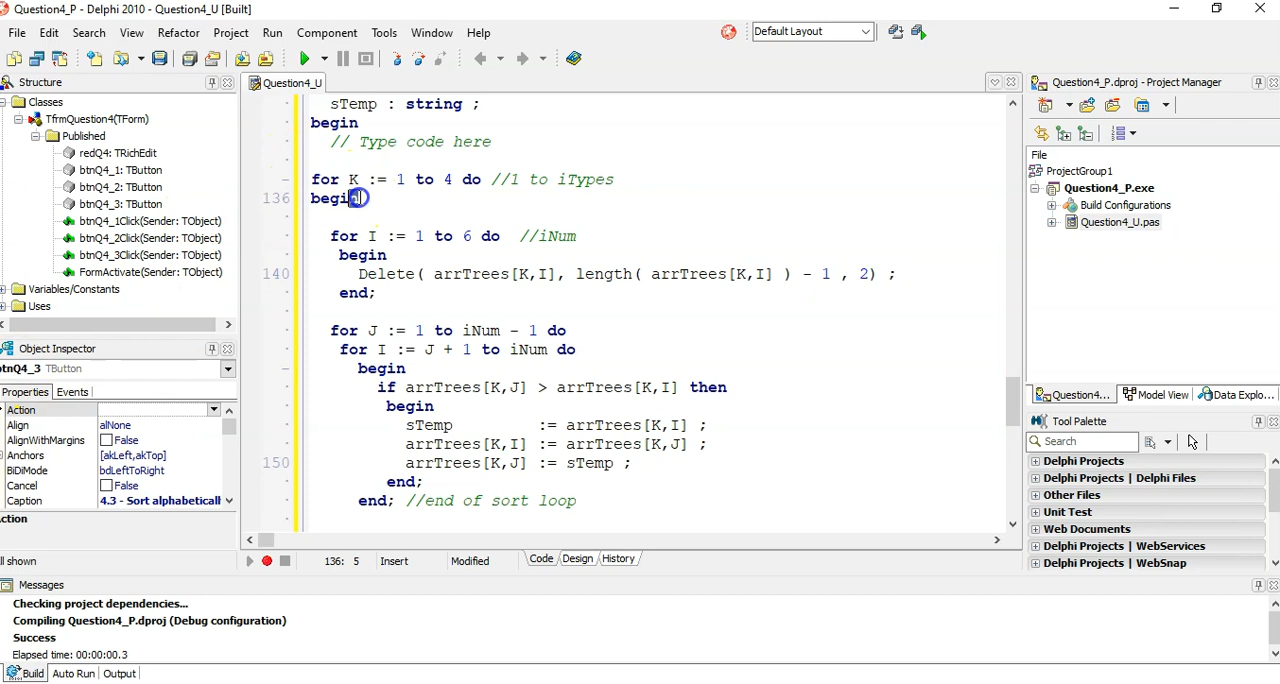 Question4_P - Delphi 2010 - Question4_U [Built]
File Edit Search View Refactor Project Run Component Tools Window Help
Default Layout
Structure
Question4_U
Question4_P.dproj - Project Manager
Classes
TfrmQuestion4(TForm)
Published
redQ4: TRichEdit
btnQ4_1: TButton
btnQ4_2: TButton
btnQ4_3: TButton
btnQ4_1Click(Sender: TObject)
btnQ4_2Click(Sender: TObject)
btnQ4_3Click(Sender: TObject)
FormActivate(Sender: TObject)
Variables/Constants
Uses
Object Inspector
btnQ4_3 TButton
Properties Events
Action
Align alNone
AlignWithMargins False
Anchors [akLeft,akTop]
BiDiMode bdLeftToRight
Cancel False
Caption 4.3 - Sort alphabeticall
Action
All shown
sTemp : string ;
begin
// Type code here
for K := 1 to 4 do //1 to iTypes
136 begin
for I := 1 to 6 do //iNum
begin
140 Delete( arrTrees[K,I], length( arrTrees[K,I] ) - 1 , 2) ;
end;
for J := 1 to iNum - 1 do
for I := J + 1 to iNum do
begin
if arrTrees[K,J] > arrTrees[K,I] then
begin
sTemp := arrTrees[K,I] ;
arrTrees[K,I] := arrTrees[K,J] ;
150 arrTrees[K,J] := sTemp ;
end;
end; //end of sort loop
136: 5 Insert Modified Code Design History
File
ProjectGroup1
Question4_P.exe
Build Configurations
Question4_U.pas
Question4... Model View Data Explo...
Tool Palette
Search
Delphi Projects
Delphi Projects | Delphi Files
Other Files
Unit Test
Web Documents
Delphi Projects | WebServices
Delphi Projects | WebSnap
Messages
Checking project dependencies...
Compiling Question4_P.dproj (Debug configuration)
Success
Elapsed time: 00:00:00.3
Build Auto Run Output